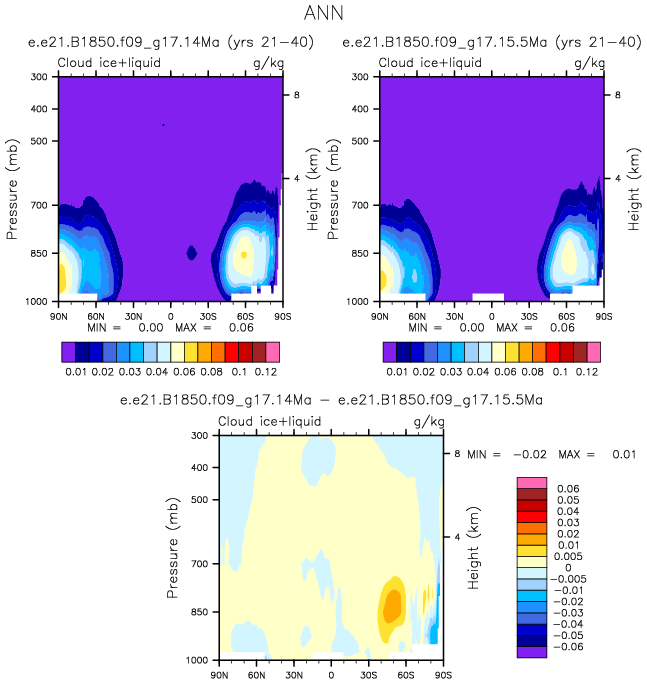 ANN
e.e21.B1850.f09_g17.14Ma (yrs 21-40)
Cloud ice+liquid g/kg
Pressure (mb)
300
400
500
700
850
1000
8
4
Height (km)
90N 60N 30N 0 30S 60S 90S
MIN = 0.00 MAX = 0.06
0.01 0.02 0.03 0.04 0.06 0.08 0.1 0.12
e.e21.B1850.f09_g17.15.5Ma (yrs 21-40)
Cloud ice+liquid g/kg
Pressure (mb)
300
400
500
700
850
1000
8
4
Height (km)
90N 60N 30N 0 30S 60S 90S
MIN = 0.00 MAX = 0.06
0.01 0.02 0.03 0.04 0.06 0.08 0.1 0.12
e.e21.B1850.f09_g17.14Ma - e.e21.B1850.f09_g17.15.5Ma
Cloud ice+liquid g/kg
Pressure (mb)
300
400
500
700
850
1000
8
4
Height (km)
90N 60N 30N 0 30S 60S 90S
MIN = -0.02 MAX = 0.01
0.06
0.05
0.04
0.03
0.02
0.01
0.005
0
-0.005
-0.01
-0.02
-0.03
-0.04
-0.05
-0.06